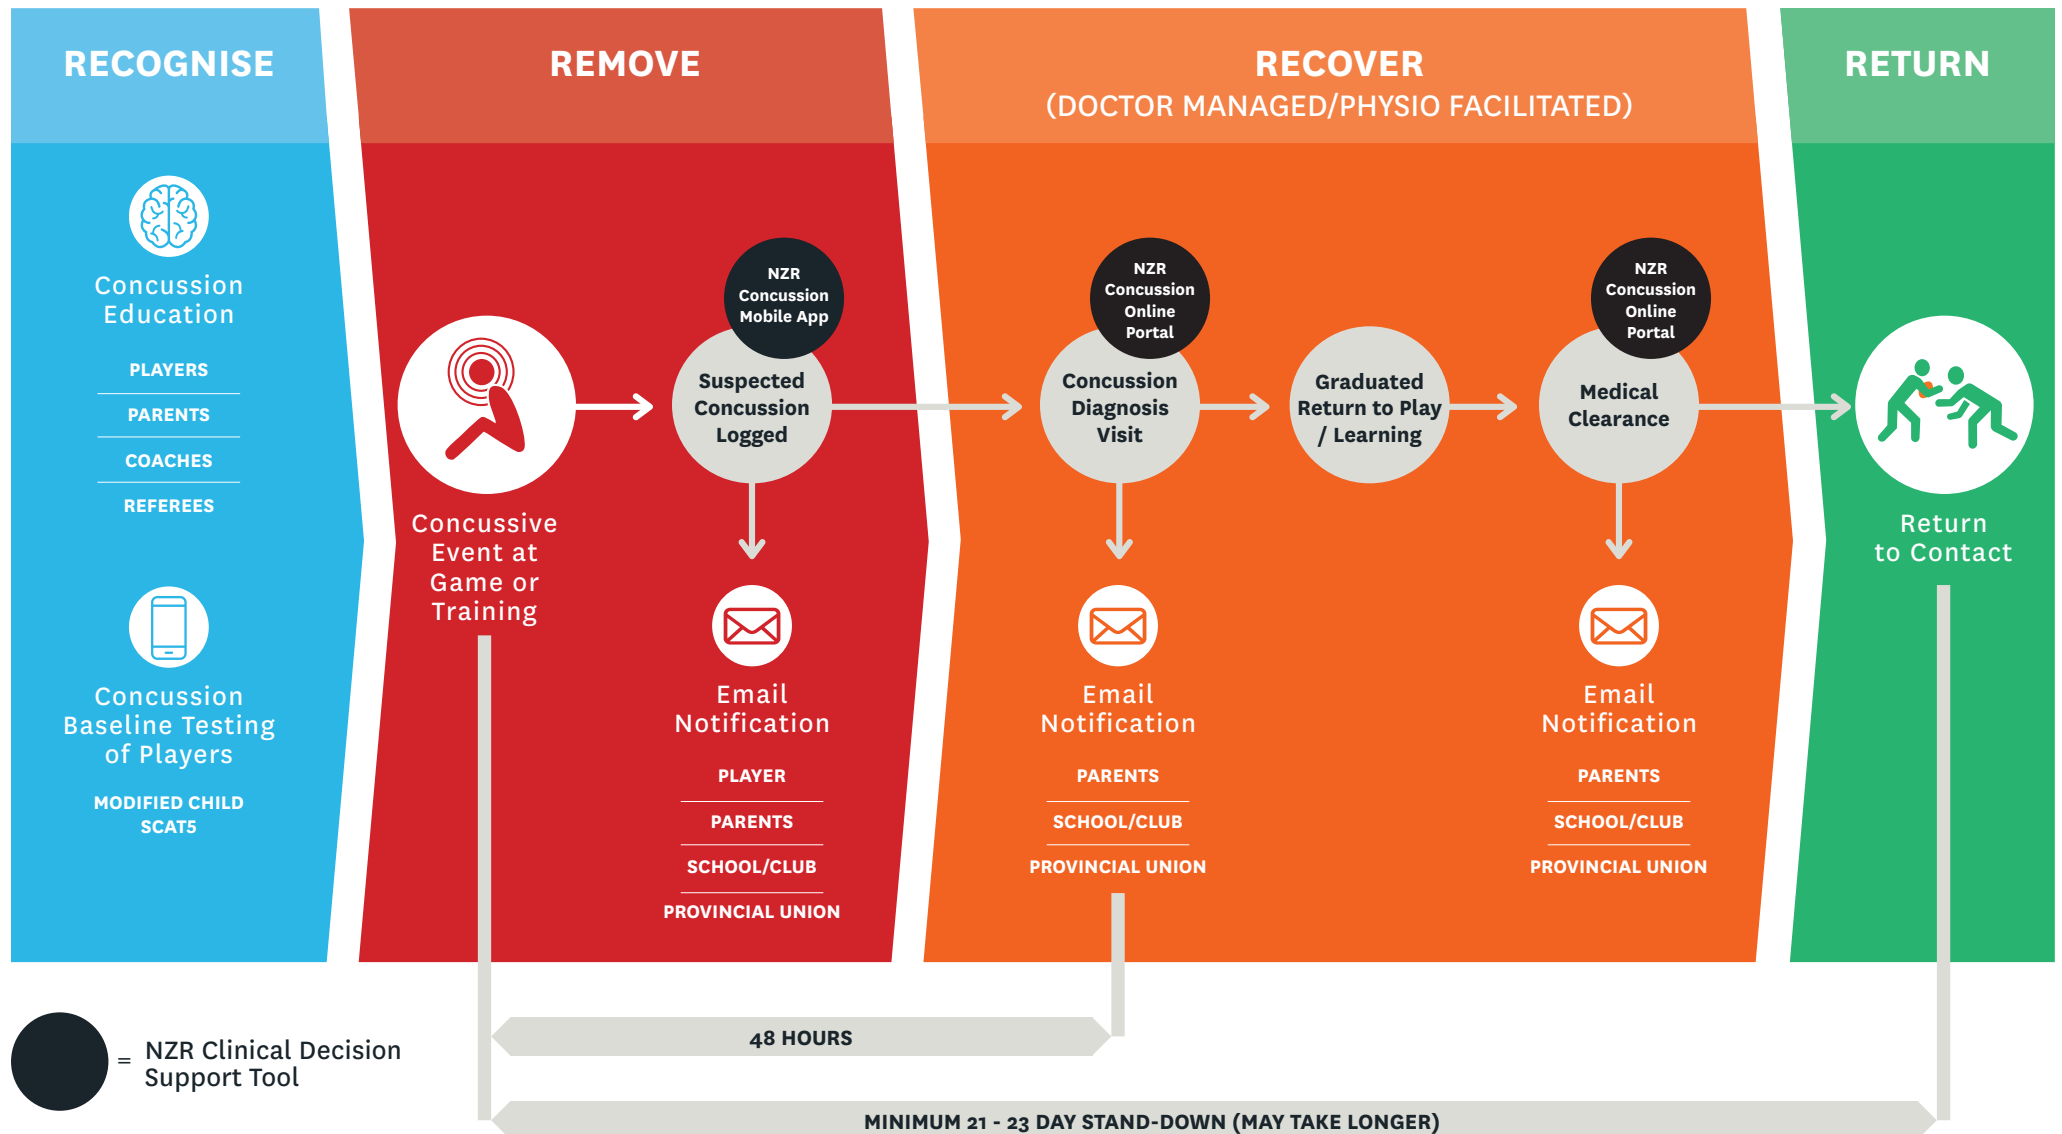 RECOGNISE
Concussion
Education
PLAYERS
PARENTS
COACHES
REFEREES
Concussion
Baseline Testing
of Players
MODIFIED CHILD
SCAT5
REMOVE
Concussive
Event at
Game or
Training
NZR
Concussion
Mobile App
Suspected
Concussion
Logged
Email
Notification
PLAYER
PARENTS
SCHOOL/CLUB
PROVINCIAL UNION
RECOVER
(DOCTOR MANAGED/PHYSIO FACILITATED)
NZR
Concussion
Online
Portal
Concussion
Diagnosis
Visit
Email
Notification
PARENTS
SCHOOL/CLUB
PROVINCIAL UNION
Graduated
Return to Play
/ Learning
NZR
Concussion
Online
Portal
Medical
Clearance
Email
Notification
PARENTS
SCHOOL/CLUB
PROVINCIAL UNION
RETURN
Return
to Contact
48 HOURS
= NZR Clinical Decision
Support Tool
MINIMUM 21 - 23 DAY STAND-DOWN (MAY TAKE LONGER)